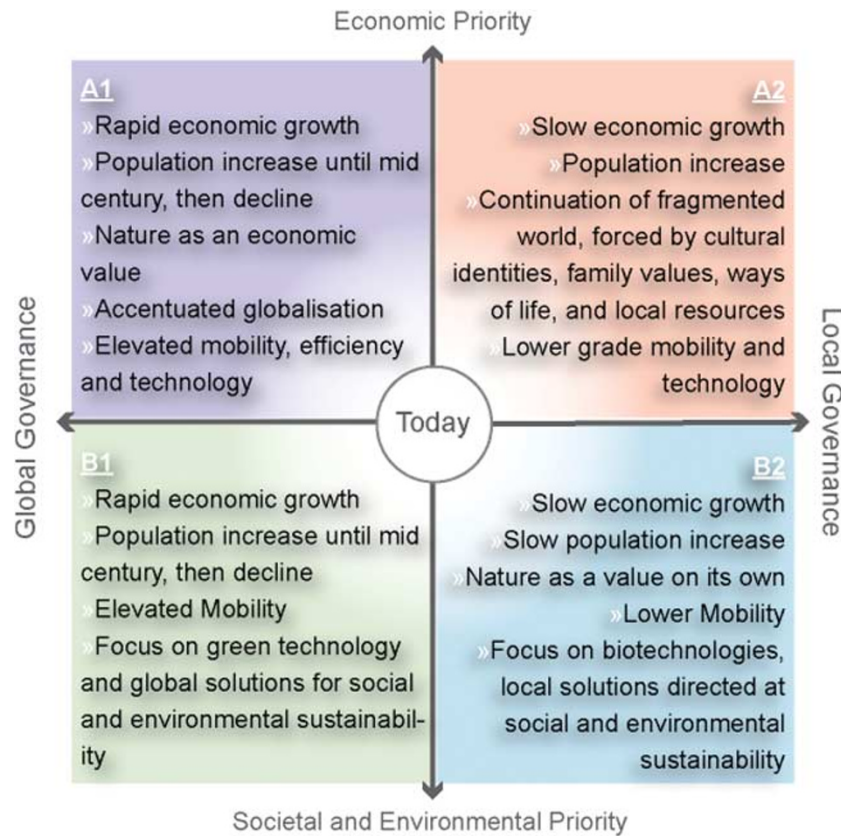 Economic Priority
A1
»Rapid economic growth
»Population increase until mid
century, then decline
»Nature as an economic
value
»Accentuated globalisation
»Elevated mobility, efficiency
and technology
A2
»Slow economic growth
»Population increase
»Continuation of fragmented
world, forced by cultural
identities, family values, ways
of life, and local resources
»Lower grade mobility and
technology
Global Governance
Today
Local Governance
B1
»Rapid economic growth
»Population increase until mid
century, then decline
»Elevated Mobility
»Focus on green technology
and global solutions for social
and environmental sustainabil-
ity
B2
»Slow economic growth
»Slow population increase
»Nature as a value on its own
»Lower Mobility
»Focus on biotechnologies,
local solutions directed at
social and environmental
sustainability
Societal and Environmental Priority